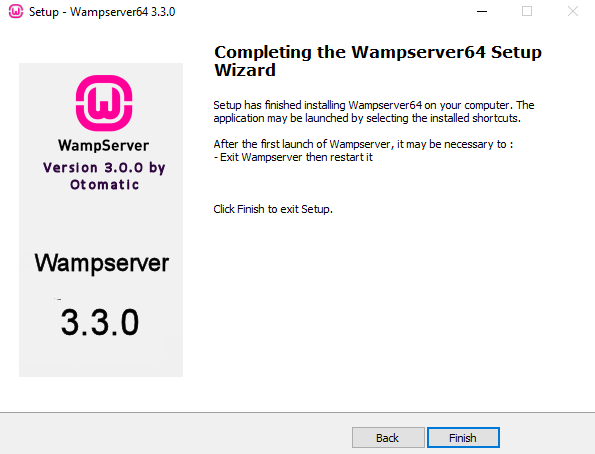 Setup - Wampserver64 3.3.0
Completing the Wampserver64 Setup
Wizard
Setup has finished installing Wampserver64 on your computer. The
application may be launched by selecting the installed shortcuts.
After the first launch of Wampserver, it may be necessary to :
- Exit Wampserver then restart it
Click Finish to exit Setup.
WampServer
Version 3.0.0 by
Otomatic
Wampserver
3.3.0
Back
Finish